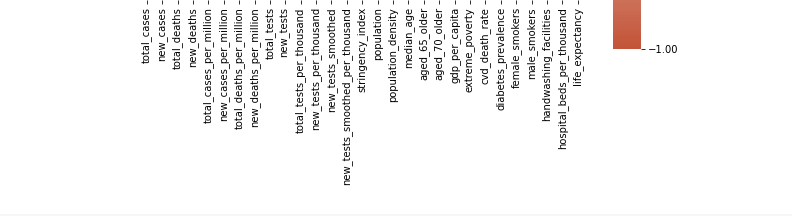 total_cases
new_cases
total_deaths
new_deaths
total_cases_per_million
new_cases_per_million
total_deaths_per_million
new_deaths_per_million
total_tests
new_tests
total_tests_per_thousand
new_tests_per_thousand
new_tests_smoothed
new_tests_smoothed_per_thousand
stringency_index
population
population_density
median_age
aged_65_older
aged_70_older
gdp_per_capita
extreme_poverty
cvd_death_rate
diabetes_prevalence
female_smokers
male_smokers
handwashing_facilities
hospital_beds_per_thousand
life_expectancy
−1.00